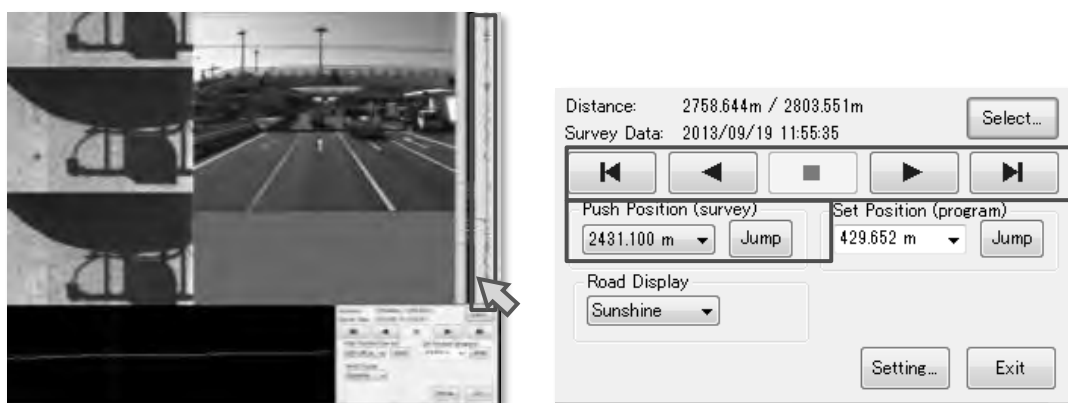 Distance: 2758.644m / 2803.551m
Select...
Survey Data: 2013/09/19 11:55:35
Push Position (survey)
Set Position (program)
2431.100 m
Jump
429.652 m
Jump
Road Display
Sunshine
Setting...
Exit